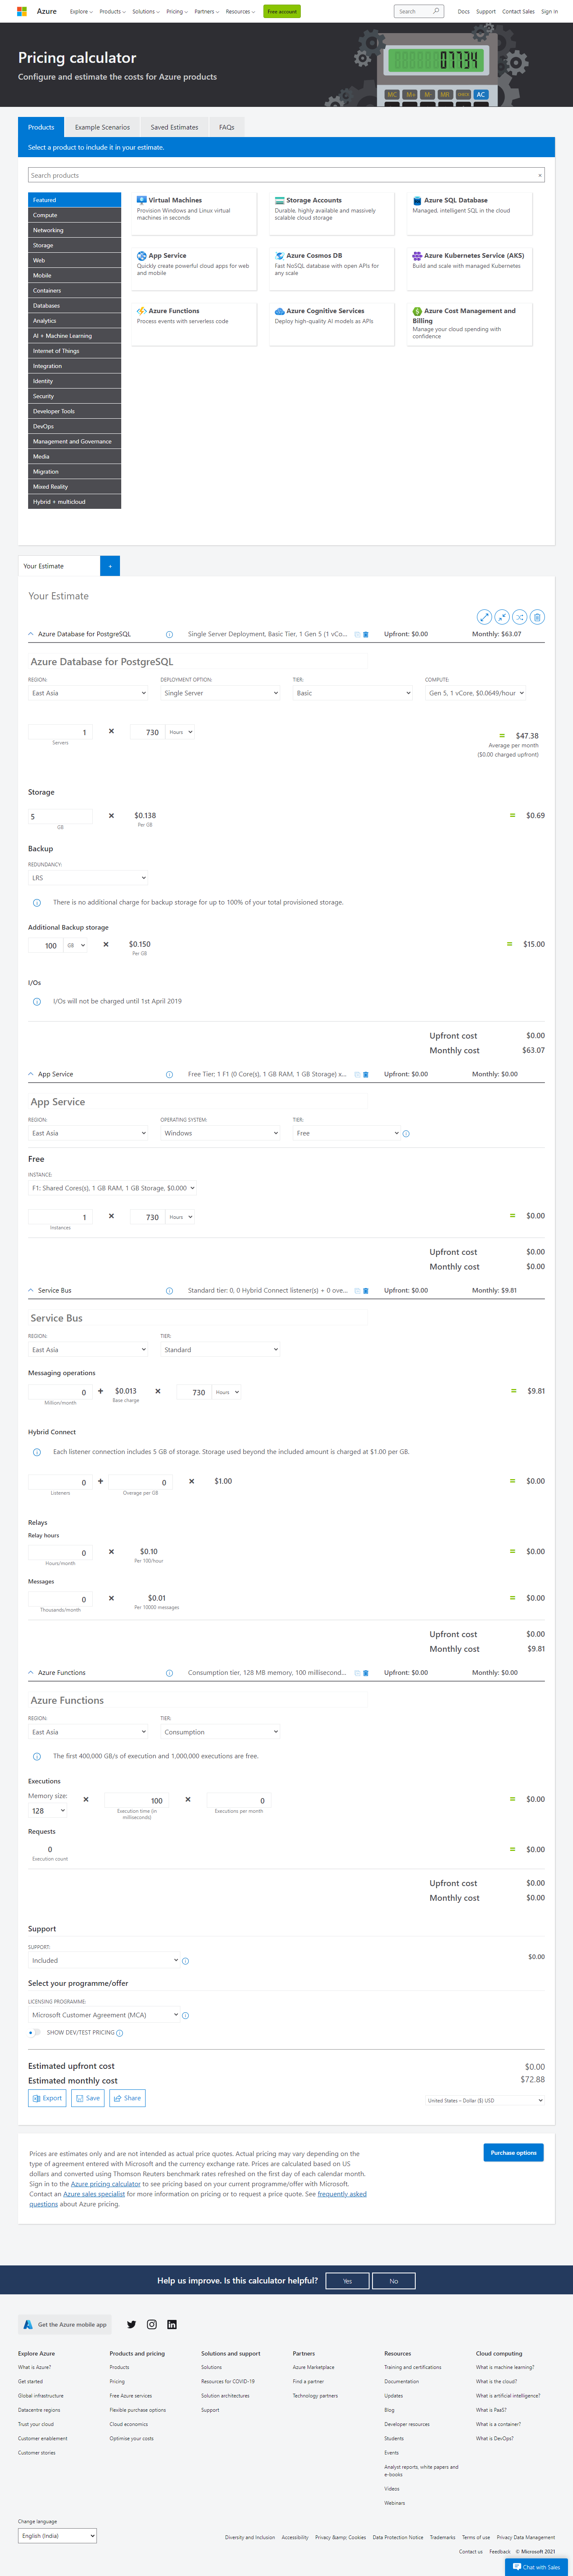 Azure Explore Products Solutions Pricing Partners Resources Free account Search Docs Support Contact Sales Sign In
Pricing calculator
Configure and estimate the costs for Azure products
07734
MC M+ M- MR AC
Products Example Scenarios Saved Estimates FAQs
Select a product to include it in your estimate.
Search products ×
Featured
Compute
Networking
Storage
Web
Mobile
Containers
Databases
Analytics
AI + Machine Learning
Internet of Things
Integration
Identity
Security
Developer Tools
DevOps
Management and Governance
Media
Migration
Mixed Reality
Hybrid + multicloud
Virtual Machines
Provision Windows and Linux virtual
machines in seconds
Storage Accounts
Durable, highly available and massively
scalable cloud storage
Azure SQL Database
Managed, intelligent SQL in the cloud
App Service
Quickly create powerful cloud apps for web
and mobile
Azure Cosmos DB
Fast NoSQL database with open APIs for
any scale
Azure Kubernetes Service (AKS)
Build and scale with managed Kubernetes
Azure Functions
Process events with serverless code
Azure Cognitive Services
Deploy high-quality AI models as APIs
Azure Cost Management and
Billing
Manage your cloud spending with
confidence
Your Estimate +
Your Estimate
Azure Database for PostgreSQL Single Server Deployment, Basic Tier, 1 Gen 5 (1 vCo... Upfront: $0.00 Monthly: $63.07
Azure Database for PostgreSQL
REGION: DEPLOYMENT OPTION: TIER: COMPUTE:
East Asia Single Server Basic Gen 5, 1 vCore, $0.0649/hour
1 × 730 Hours = $47.38
Servers
Average per month
($0.00 charged upfront)
Storage
5 × $0.138 = $0.69
GB Per GB
Backup
REDUNDANCY:
LRS
There is no additional charge for backup storage for up to 100% of your total provisioned storage.
Additional Backup storage
100 GB × $0.150 = $15.00
Per GB
I/Os
I/Os will not be charged until 1st April 2019
Upfront cost $0.00
Monthly cost $63.07
App Service Free Tier; 1 F1 (0 Core(s), 1 GB RAM, 1 GB Storage) x... Upfront: $0.00 Monthly: $0.00
App Service
REGION: OPERATING SYSTEM: TIER:
East Asia Windows Free
Free
INSTANCE:
F1: Shared Cores(s), 1 GB RAM, 1 GB Storage, $0.000
1 × 730 Hours = $0.00
Instances
Upfront cost $0.00
Monthly cost $0.00
Service Bus Standard tier: 0, 0 Hybrid Connect listener(s) + 0 ove... Upfront: $0.00 Monthly: $9.81
Service Bus
REGION: TIER:
East Asia Standard
Messaging operations
0 + $0.013 × 730 Hours = $9.81
Million/month Base charge
Hybrid Connect
Each listener connection includes 5 GB of storage. Storage used beyond the included amount is charged at $1.00 per GB.
0 + 0 × $1.00 = $0.00
Listeners Overage per GB
Relays
Relay hours
0 × $0.10 = $0.00
Hours/month Per 100/hour
Messages
0 × $0.01 = $0.00
Thousands/month Per 10000 messages
Upfront cost $0.00
Monthly cost $9.81
Azure Functions Consumption tier, 128 MB memory, 100 millisecond... Upfront: $0.00 Monthly: $0.00
Azure Functions
REGION: TIER:
East Asia Consumption
The first 400,000 GB/s of execution and 1,000,000 executions are free.
Executions
Memory size:
128 × 100 × 0 = $0.00
Execution time (in
milliseconds)
Executions per month
Requests
0 = $0.00
Execution count
Upfront cost $0.00
Monthly cost $0.00
Support
SUPPORT:
Included $0.00
Select your programme/offer
LICENSING PROGRAMME:
Microsoft Customer Agreement (MCA)
SHOW DEV/TEST PRICING
Estimated upfront cost $0.00
Estimated monthly cost $72.88
Export Save Share United States – Dollar ($) USD
Prices are estimates only and are not intended as actual price quotes. Actual pricing may vary depending on the
type of agreement entered with Microsoft and the currency exchange rate. Prices are calculated based on US
dollars and converted using Thomson Reuters benchmark rates refreshed on the first day of each calendar month.
Sign in to the Azure pricing calculator to see pricing based on your current programme/offer with Microsoft.
Contact an Azure sales specialist for more information on pricing or to request a price quote. See frequently asked
questions about Azure pricing.
Purchase options
Help us improve. Is this calculator helpful? Yes No
Get the Azure mobile app
Explore Azure
What is Azure?
Get started
Global infrastructure
Datacentre regions
Trust your cloud
Customer enablement
Customer stories
Products and pricing
Products
Pricing
Free Azure services
Flexible purchase options
Cloud economics
Optimise your costs
Solutions and support
Solutions
Resources for COVID-19
Solution architectures
Support
Partners
Azure Marketplace
Find a partner
Technology partners
Resources
Training and certifications
Documentation
Updates
Blog
Developer resources
Students
Events
Analyst reports, white papers and
e-books
Videos
Webinars
Cloud computing
What is machine learning?
What is the cloud?
What is artificial intelligence?
What is PaaS?
What is a container?
What is DevOps?
Change language
English (India)
Diversity and Inclusion Accessibility Privacy &amp; Cookies Data Protection Notice Trademarks Terms of use Privacy Data Management
Contact us Feedback © Microsoft 2021
Chat with Sales